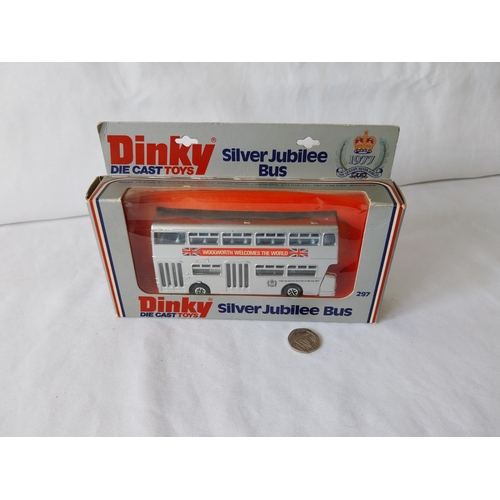 Dinky
DIE CAST TOYS
Silver Jubilee
Bus
1977
WOOLWORTH WELCOMES THE WORLD
297
Dinky
DIE CAST TOYS
Silver Jubilee Bus